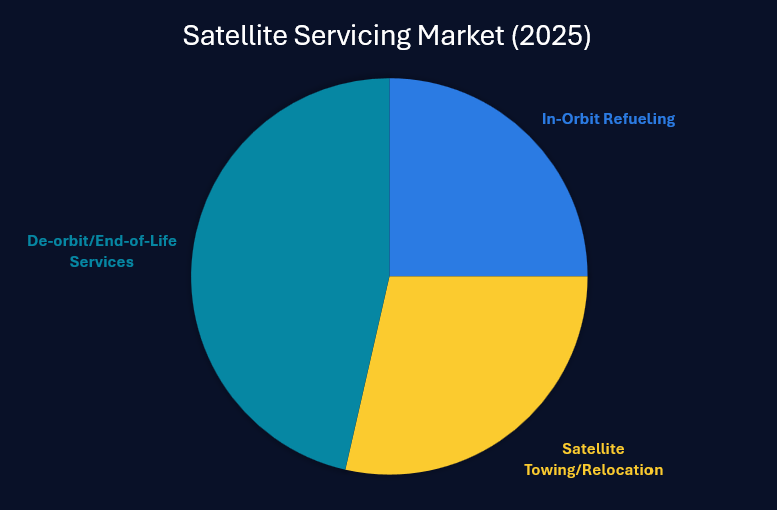 Satellite Servicing Market (2025)
In-Orbit Refueling
De-orbit/End-of-Life
Services
Satellite
Towing/Relocation